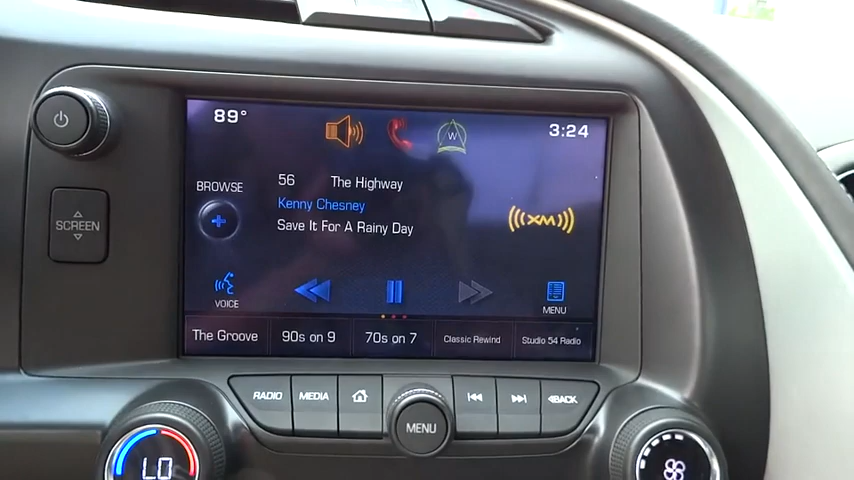 89°
W
3:24
BROWSE
56 The Highway
Kenny Chesney
Save It For A Rainy Day
XM
SCREEN
VOICE
MENU
The Groove
90s on 9
70s on 7
Classic Rewind
Studio 54 Radio
RADIO
MEDIA
MENU
BACK
LO